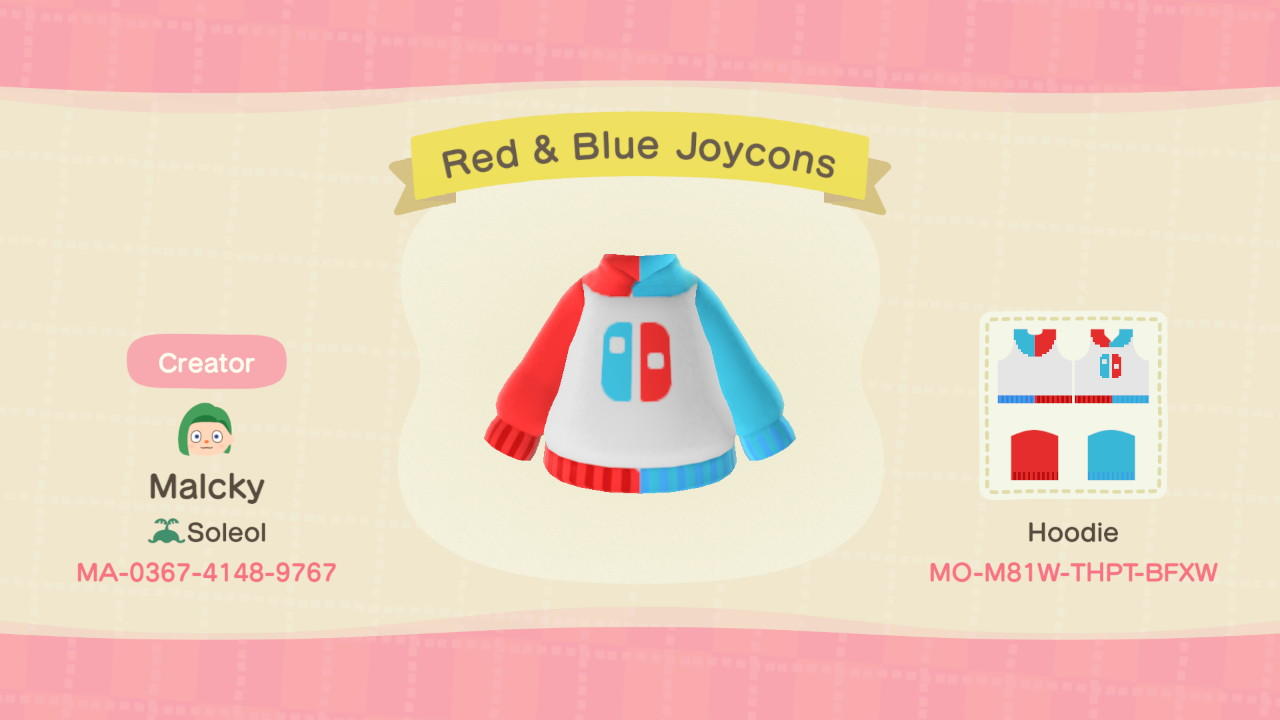 Red & Blue Joycons
Creator
Malcky
Soleol
MA-0367-4148-9767
Hoodie
MO-M81W-THPT-BFXW